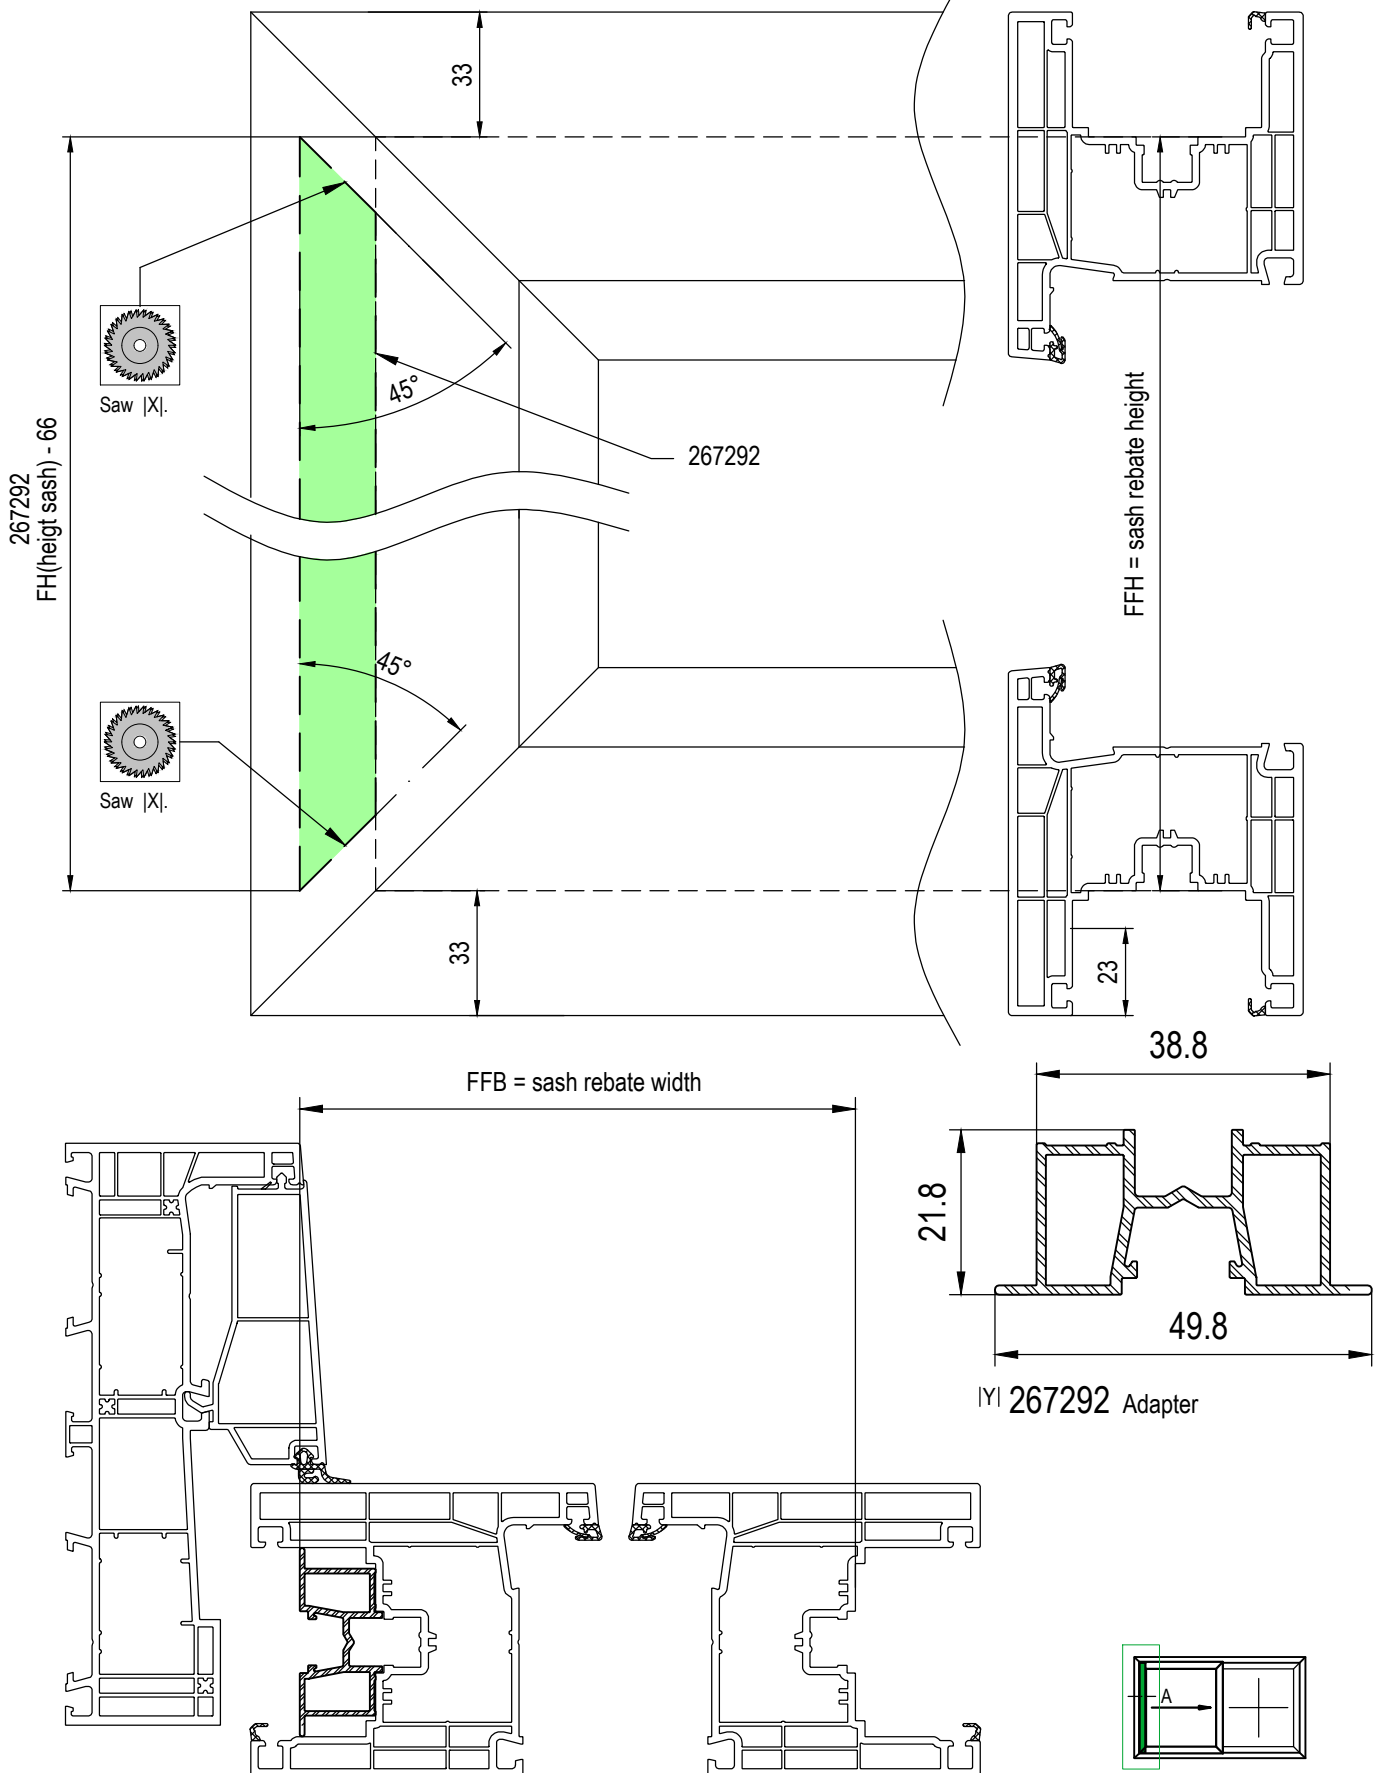 33
Saw |X|.
45°
267292
267292
FH(heigt sash) - 66
FFH = sash rebate height
45°
Saw |X|.
33
23
38.8
FFB = sash rebate width
21.8
49.8
|Y| 267292 Adapter
A